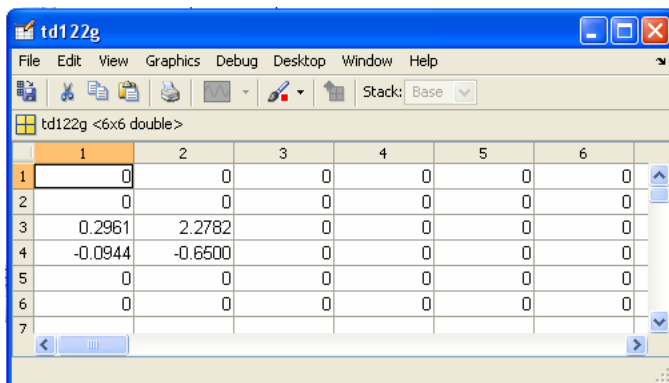 td122g
File Edit View Graphics Debug Desktop Window Help
Stack: Base
td122g <6x6 double>
1 2 3 4 5 6
1 0 0 0 0 0 0
2 0 0 0 0 0 0
3 0.2961 2.2782 0 0 0 0
4 -0.0944 -0.6500 0 0 0 0
5 0 0 0 0 0 0
6 0 0 0 0 0 0
7